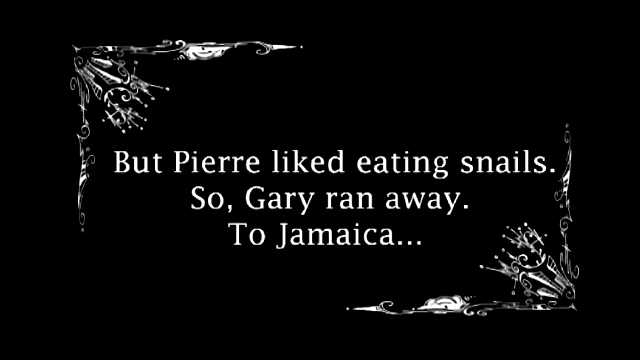 But Pierre liked eating snails.
So, Gary ran away.
To Jamaica...